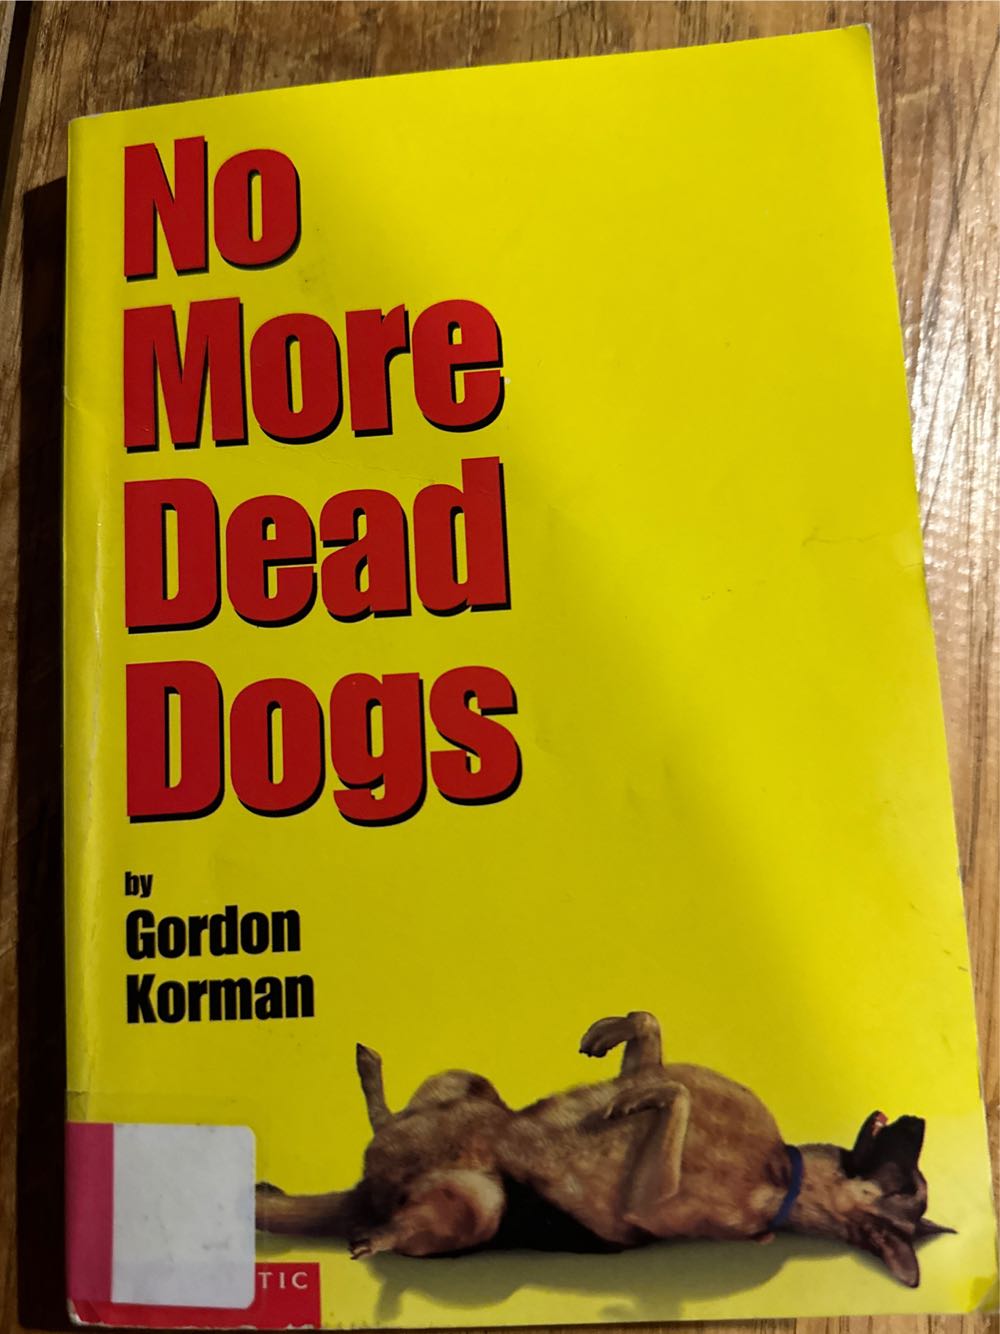 No
More
Dead
Dogs
by
Gordon
Korman
TIC